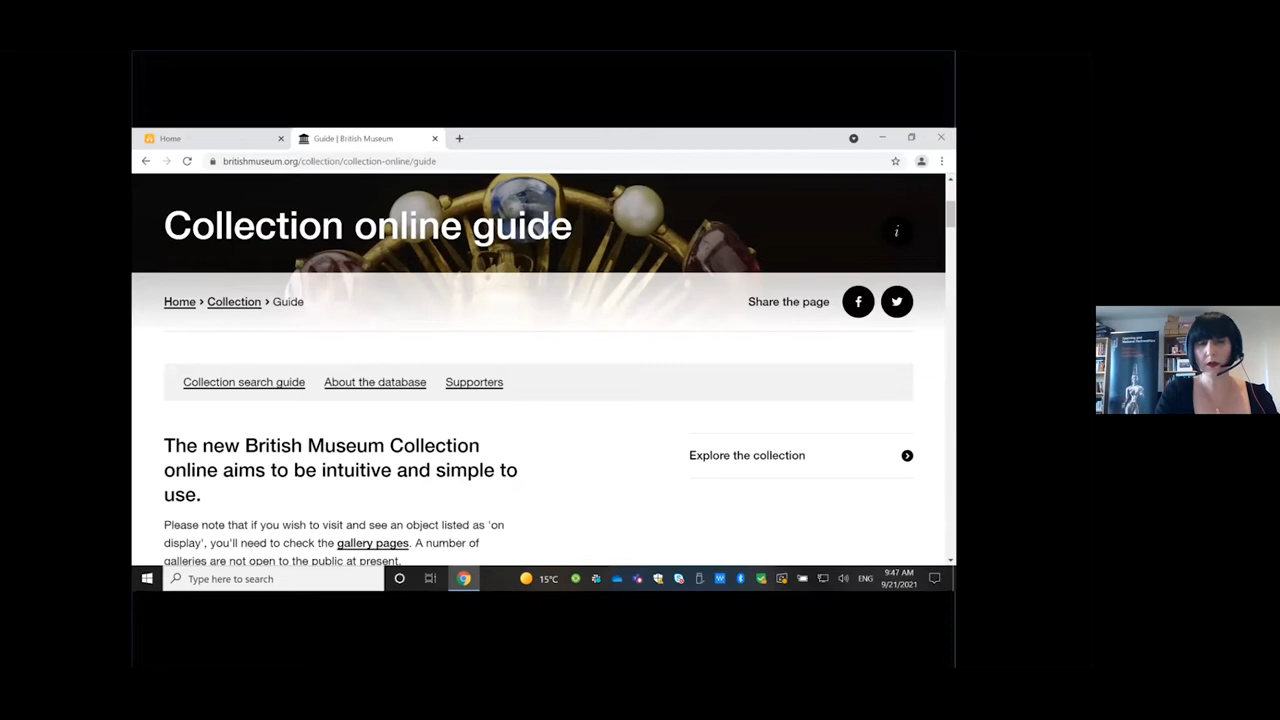 Home
Guide | British Museum
britishmuseum.org/collection/collection-online/guide
Collection online guide
i
Home > Collection > Guide
Share the page
Collection search guide
About the database
Supporters
The new British Museum Collection
online aims to be intuitive and simple to
use.
Explore the collection
Please note that if you wish to visit and see an object listed as 'on
display', you'll need to check the gallery pages. A number of
galleries are not open to the public at present.
Type here to search
15°C
ENG
9:47 AM
9/21/2021
Learning and
National Partnerships